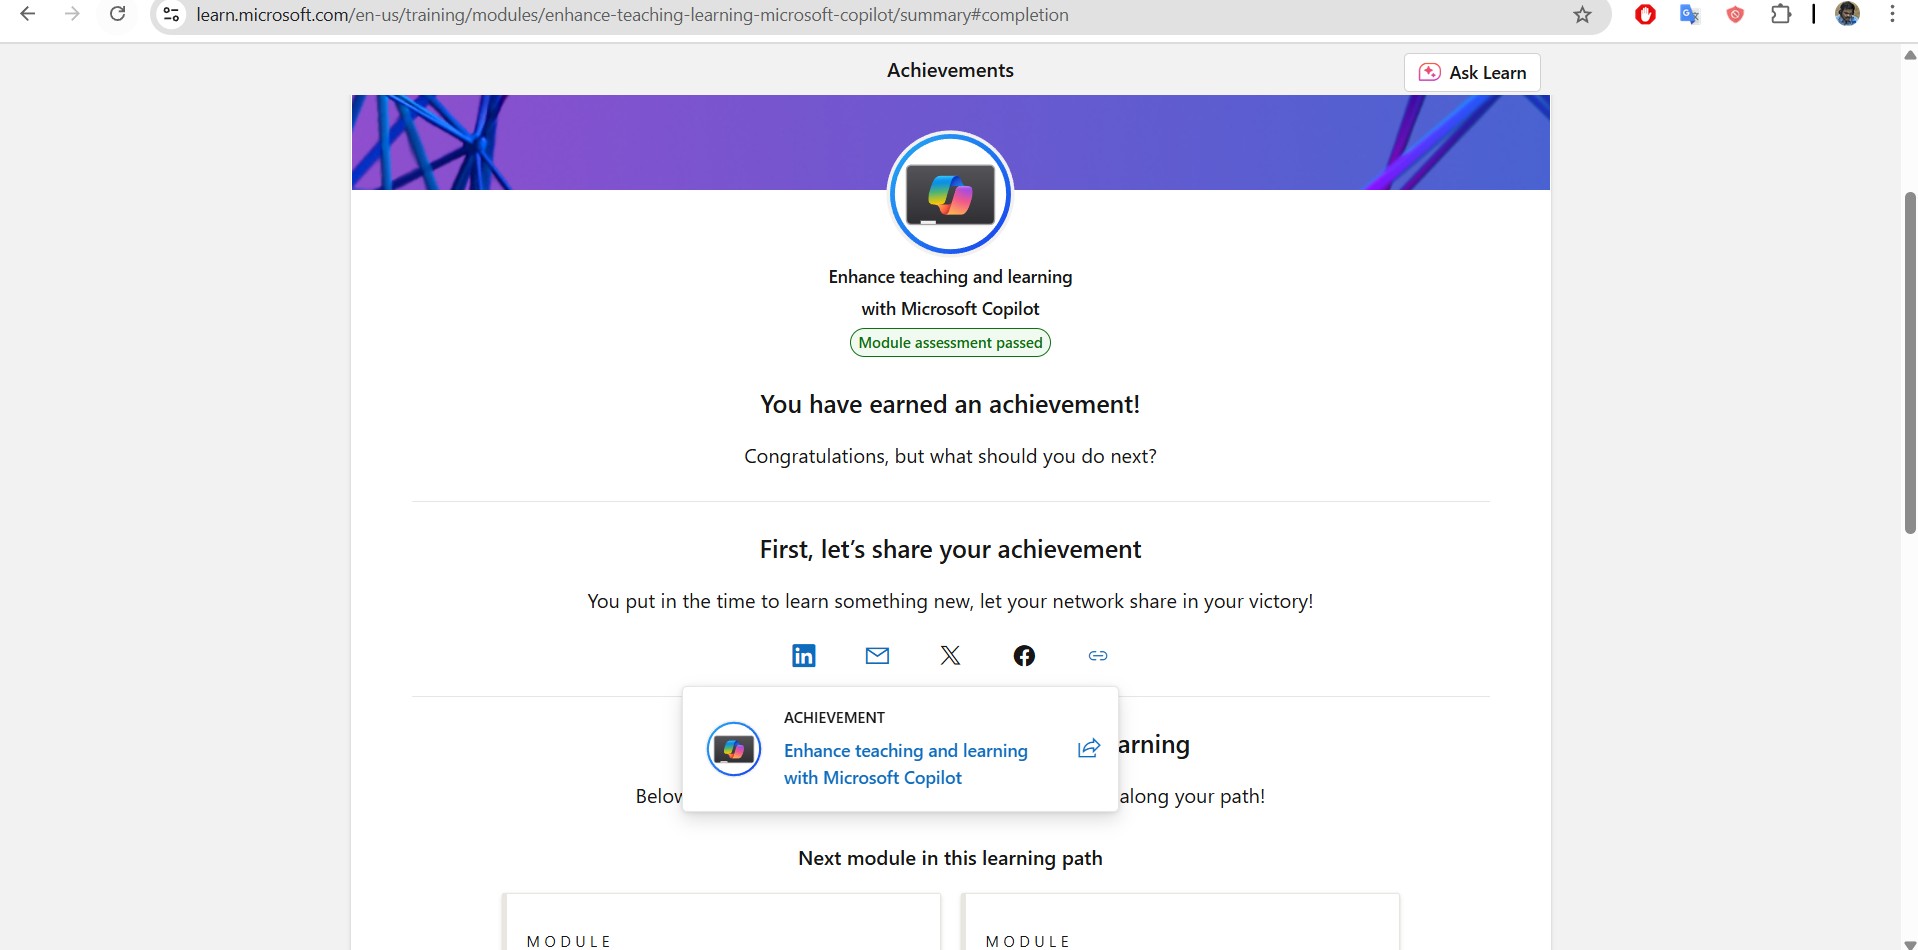 learn.microsoft.com/en-us/training/modules/enhance-teaching-learning-microsoft-copilot/summary#completion
Achievements
Ask Learn
Enhance teaching and learning
with Microsoft Copilot
Module assessment passed
You have earned an achievement!
Congratulations, but what should you do next?
First, let’s share your achievement
You put in the time to learn something new, let your network share in your victory!
ACHIEVEMENT
Enhance teaching and learning
with Microsoft Copilot
arning
along your path!
Next module in this learning path
MODULE
MODULE